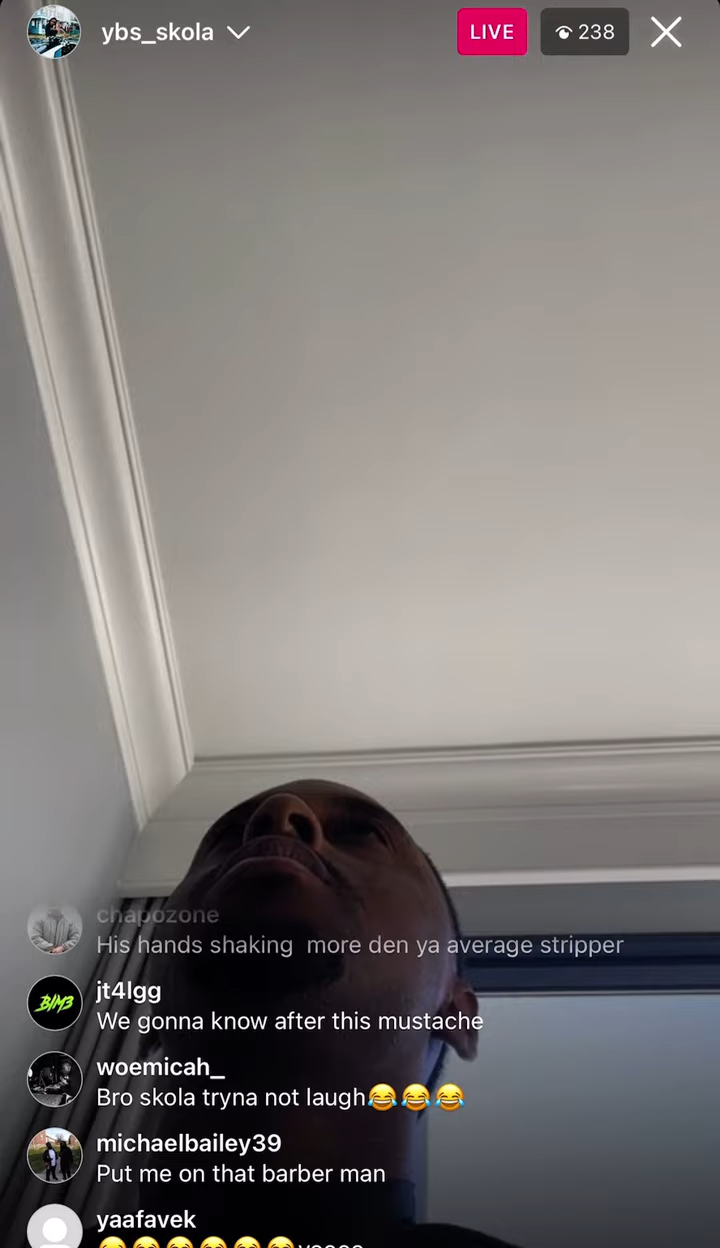 ybs_skola
LIVE
238
chapozone
His hands shaking more den ya average stripper
BIM3
jt4lgg
We gonna know after this mustache
woemicah_
Bro skola tryna not laugh😂😂😂
michaelbailey39
Put me on that barber man
yaafavek
😂😂😂😂😂😂